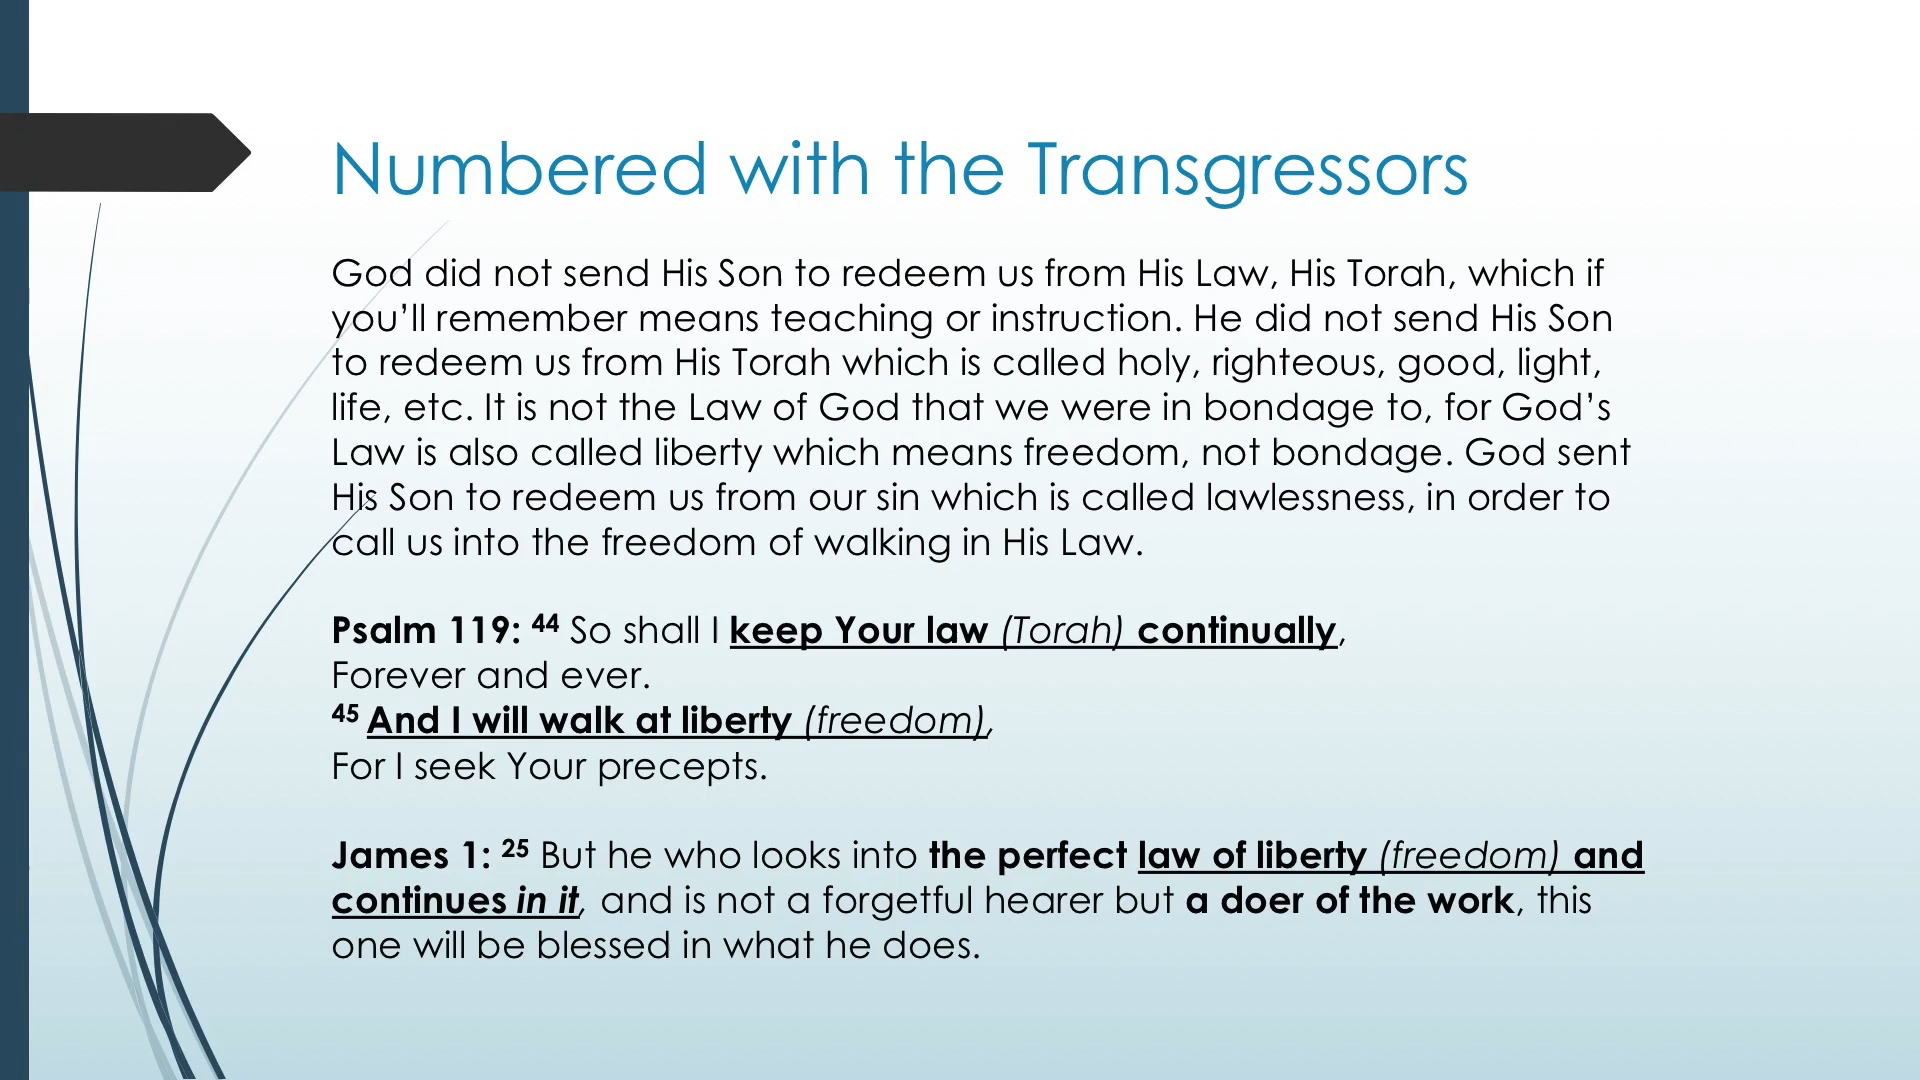 Numbered with the Transgressors
God did not send His Son to redeem us from His Law, His Torah, which if
you’ll remember means teaching or instruction. He did not send His Son
to redeem us from His Torah which is called holy, righteous, good, light,
life, etc. It is not the Law of God that we were in bondage to, for God’s
Law is also called liberty which means freedom, not bondage. God sent
His Son to redeem us from our sin which is called lawlessness, in order to
call us into the freedom of walking in His Law.
Psalm 119: 44 So shall I keep Your law (Torah) continually,
Forever and ever.
45 And I will walk at liberty (freedom),
For I seek Your precepts.
James 1: 25 But he who looks into the perfect law of liberty (freedom) and
continues in it, and is not a forgetful hearer but a doer of the work, this
one will be blessed in what he does.